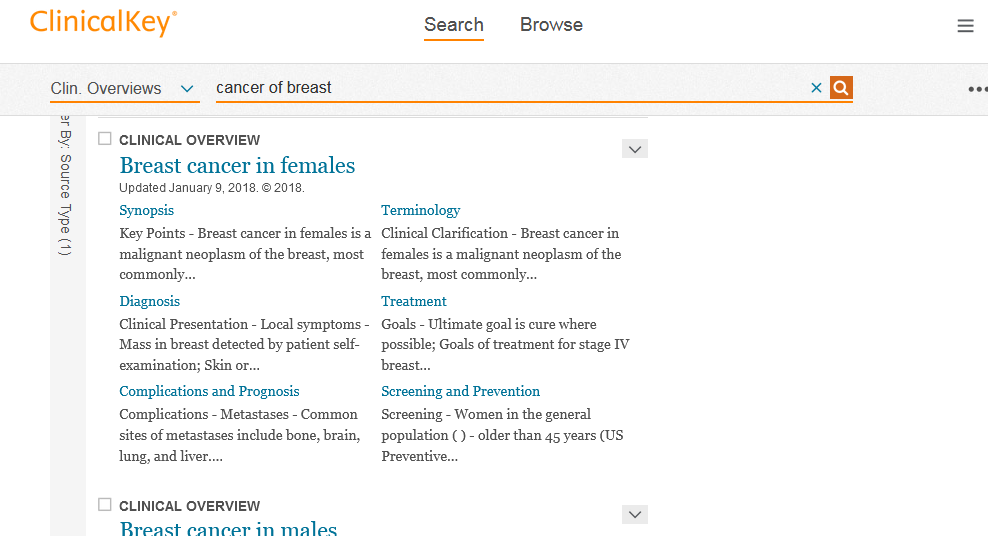 ClinicalKey®
Search Browse
Clin. Overviews cancer of breast
er By: Source Type (1)
CLINICAL OVERVIEW
Breast cancer in females
Updated January 9, 2018. © 2018.
Synopsis
Key Points - Breast cancer in females is a
malignant neoplasm of the breast, most
commonly...
Terminology
Clinical Clarification - Breast cancer in
females is a malignant neoplasm of the
breast, most commonly...
Diagnosis
Clinical Presentation - Local symptoms -
Mass in breast detected by patient self-
examination; Skin or...
Treatment
Goals - Ultimate goal is cure where
possible; Goals of treatment for stage IV
breast...
Complications and Prognosis
Complications - Metastases - Common
sites of metastases include bone, brain,
lung, and liver....
Screening and Prevention
Screening - Women in the general
population ( ) - older than 45 years (US
Preventive...
CLINICAL OVERVIEW
Breast cancer in males